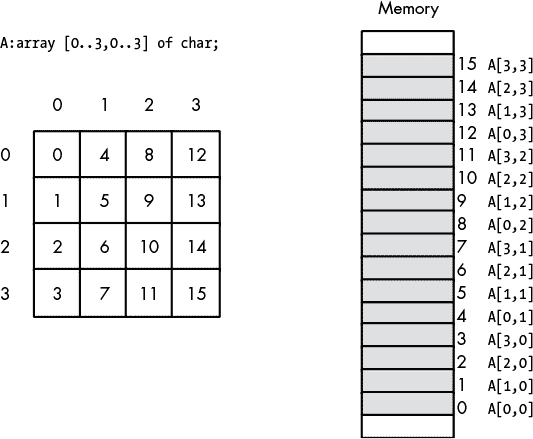 Memory
A:array [0..3,0..3] of char;
0 1 2 3
0 0 4 8 12
1 1 5 9 13
2 2 6 10 14
3 3 7 11 15
15 A[3,3]
14 A[2,3]
13 A[1,3]
12 A[0,3]
11 A[3,2]
10 A[2,2]
9 A[1,2]
8 A[0,2]
7 A[3,1]
6 A[2,1]
5 A[1,1]
4 A[0,1]
3 A[3,0]
2 A[2,0]
1 A[1,0]
0 A[0,0]